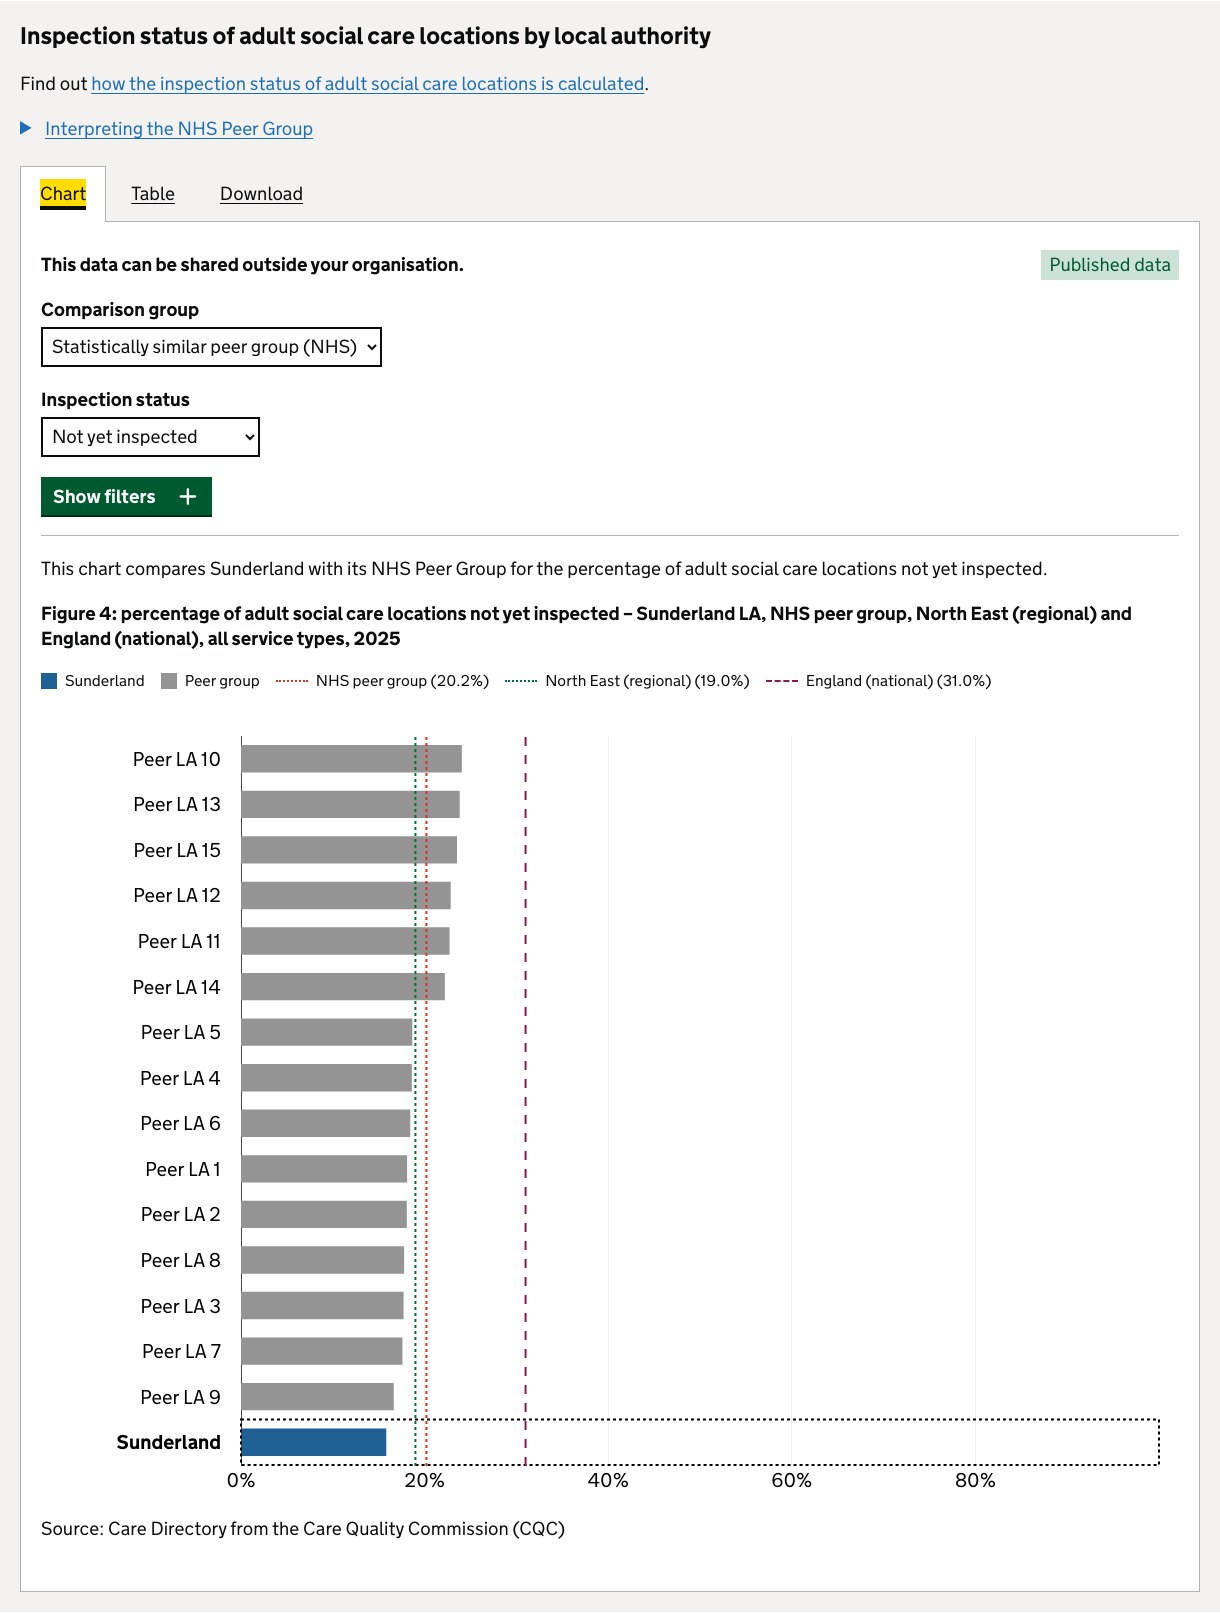 Inspection status of adult social care locations by local authority
Find out how the inspection status of adult social care locations is calculated.
Interpreting the NHS Peer Group
Chart
Table
Download
This data can be shared outside your organisation.
Published data
Comparison group
Statistically similar peer group (NHS)
Inspection status
Not yet inspected
Show filters
This chart compares Sunderland with its NHS Peer Group for the percentage of adult social care locations not yet inspected.
Figure 4: percentage of adult social care locations not yet inspected – Sunderland LA, NHS peer group, North East (regional) and
England (national), all service types, 2025
Sunderland
Peer group
NHS peer group (20.2%)
North East (regional) (19.0%)
England (national) (31.0%)
Peer LA 10
Peer LA 13
Peer LA 15
Peer LA 12
Peer LA 11
Peer LA 14
Peer LA 5
Peer LA 4
Peer LA 6
Peer LA 1
Peer LA 2
Peer LA 8
Peer LA 3
Peer LA 7
Peer LA 9
Sunderland
0%
20%
40%
60%
80%
Source: Care Directory from the Care Quality Commission (CQC)